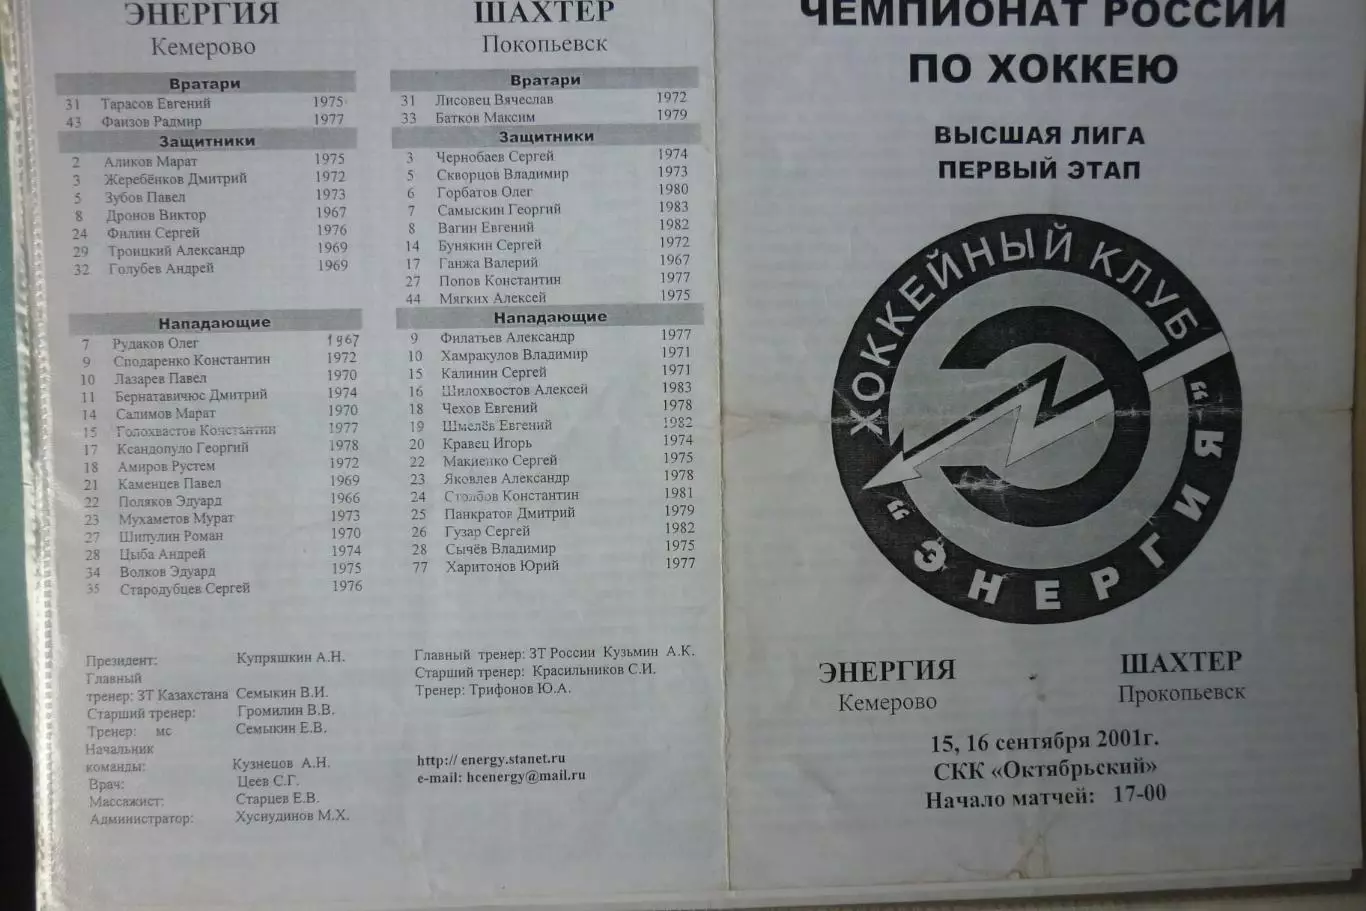 ЭНЕРГИЯ
Кемерово
Вратари
31 Тарасов Евгений 1975
43 Фаизов Радмир 1977
Защитники
2 Аликов Марат 1975
3 Жеребёнков Дмитрий 1972
5 Зубов Павел 1973
8 Дронов Виктор 1967
24 Филин Сергей 1976
29 Троицкий Александр 1969
32 Голубев Андрей 1969
Нападающие
7 Рудаков Олег 1967
9 Сподаренко Константин 1972
10 Лазарев Павел 1970
11 Бернатавичюс Дмитрий 1974
14 Салимов Марат 1970
15 Голохвастов Константин 1977
17 Ксандопуло Георгий 1978
18 Амиров Рустем 1972
21 Каменцев Павел 1969
22 Поляков Эдуард 1966
23 Мухаметов Мурат 1973
27 Шипулин Роман 1970
28 Цыба Андрей 1974
34 Волков Эдуард 1975
35 Стародубцев Сергей 1976
Президент: Купряшкин А.Н.
Главный
тренер: ЗТ Казахстана Семыкин В.И.
Старший тренер: Громилин В.В.
Тренер: мс Семыкин Е.В.
Начальник
команды: Кузнецов А.Н.
Врач: Цеев С.Г.
Массажист: Старцев Е.В.
Администратор: Хуснудинов М.Х.
ШАХТЕР
Покопьевск
Вратари
31 Лисовец Вячеслав 1972
33 Батков Максим 1979
Защитники
3 Чернобаев Сергей 1974
5 Скворцов Владимир 1973
6 Горбатов Олег 1980
7 Самыскин Георгий 1983
8 Вагин Евгений 1982
14 Бунякин Сергей 1972
17 Ганжа Валерий 1967
27 Попов Константин 1977
44 Мягких Алексей 1975
Нападающие
9 Филатьев Александр 1977
10 Хамракулов Владимир 1971
15 Калинин Сергей 1971
16 Шилохвостов Алексей 1983
18 Чехов Евгений 1978
19 Шмелёв Евгений 1982
20 Кравец Игорь 1974
22 Макиенко Сергей 1975
23 Яковлев Александр 1978
24 Столбов Константин 1981
25 Панкратов Дмитрий 1979
26 Гузар Сергей 1982
28 Сычёв Владимир 1975
77 Харитонов Юрий 1977
Главный тренер: ЗТ России Кузьмин А.К.
Старший тренер: Красильников С.И.
Тренер: Трифонов Ю.А.
http:// energy.stanet.ru
e-mail: hcenergy@mail.ru
ЧЕМПИОНАТ РОССИИ
ПО ХОККЕЮ
ВЫСШАЯ ЛИГА
ПЕРВЫЙ ЭТАП
ХОККЕЙНЫЙ КЛУБ
"ЭНЕРГИЯ"
ЭНЕРГИЯ
Кемерово
ШАХТЕР
Прокопьевск
15, 16 сентября 2001г.
СКК «Октябрьский»
Начало матчей: 17-00